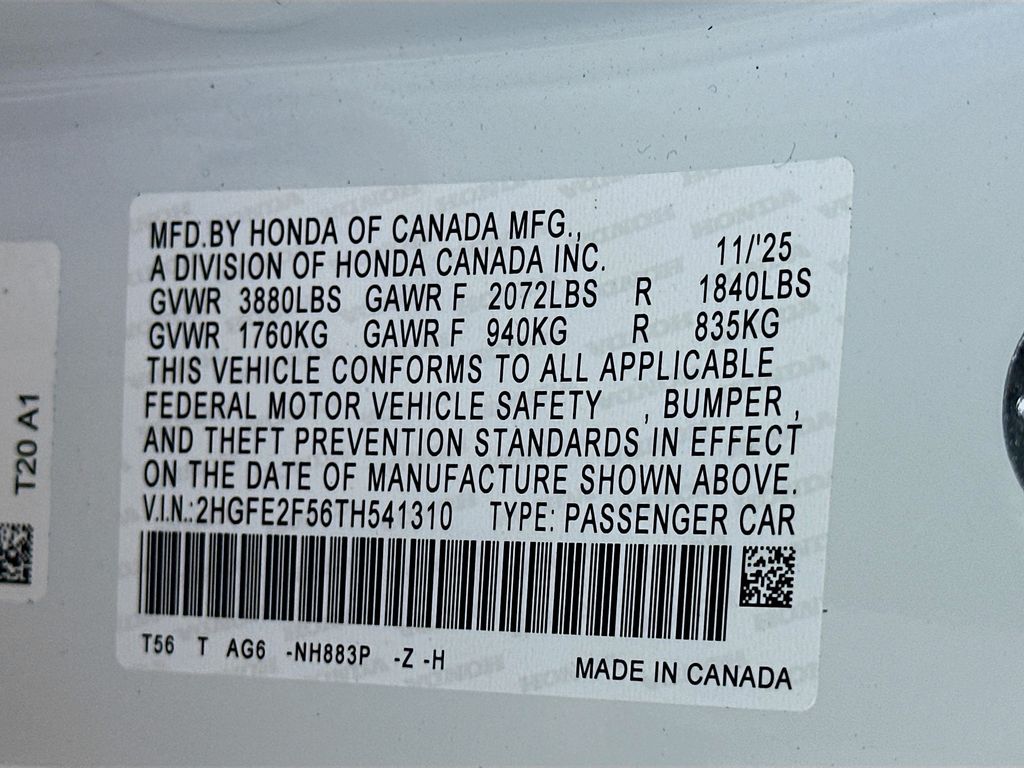 MFD.BY HONDA OF CANADA MFG.,
A DIVISION OF HONDA CANADA INC. 11/'25
GVWR 3880LBS GAWR F 2072LBS R 1840LBS
GVWR 1760KG GAWR F 940KG R 835KG
THIS VEHICLE CONFORMS TO ALL APPLICABLE
FEDERAL MOTOR VEHICLE SAFETY , BUMPER ,
AND THEFT PREVENTION STANDARDS IN EFFECT
ON THE DATE OF MANUFACTURE SHOWN ABOVE.
V.I.N.:2HGFE2F56TH541310 TYPE: PASSENGER CAR
T56 T AG6 -NH883P -Z -H
MADE IN CANADA
T20 A1